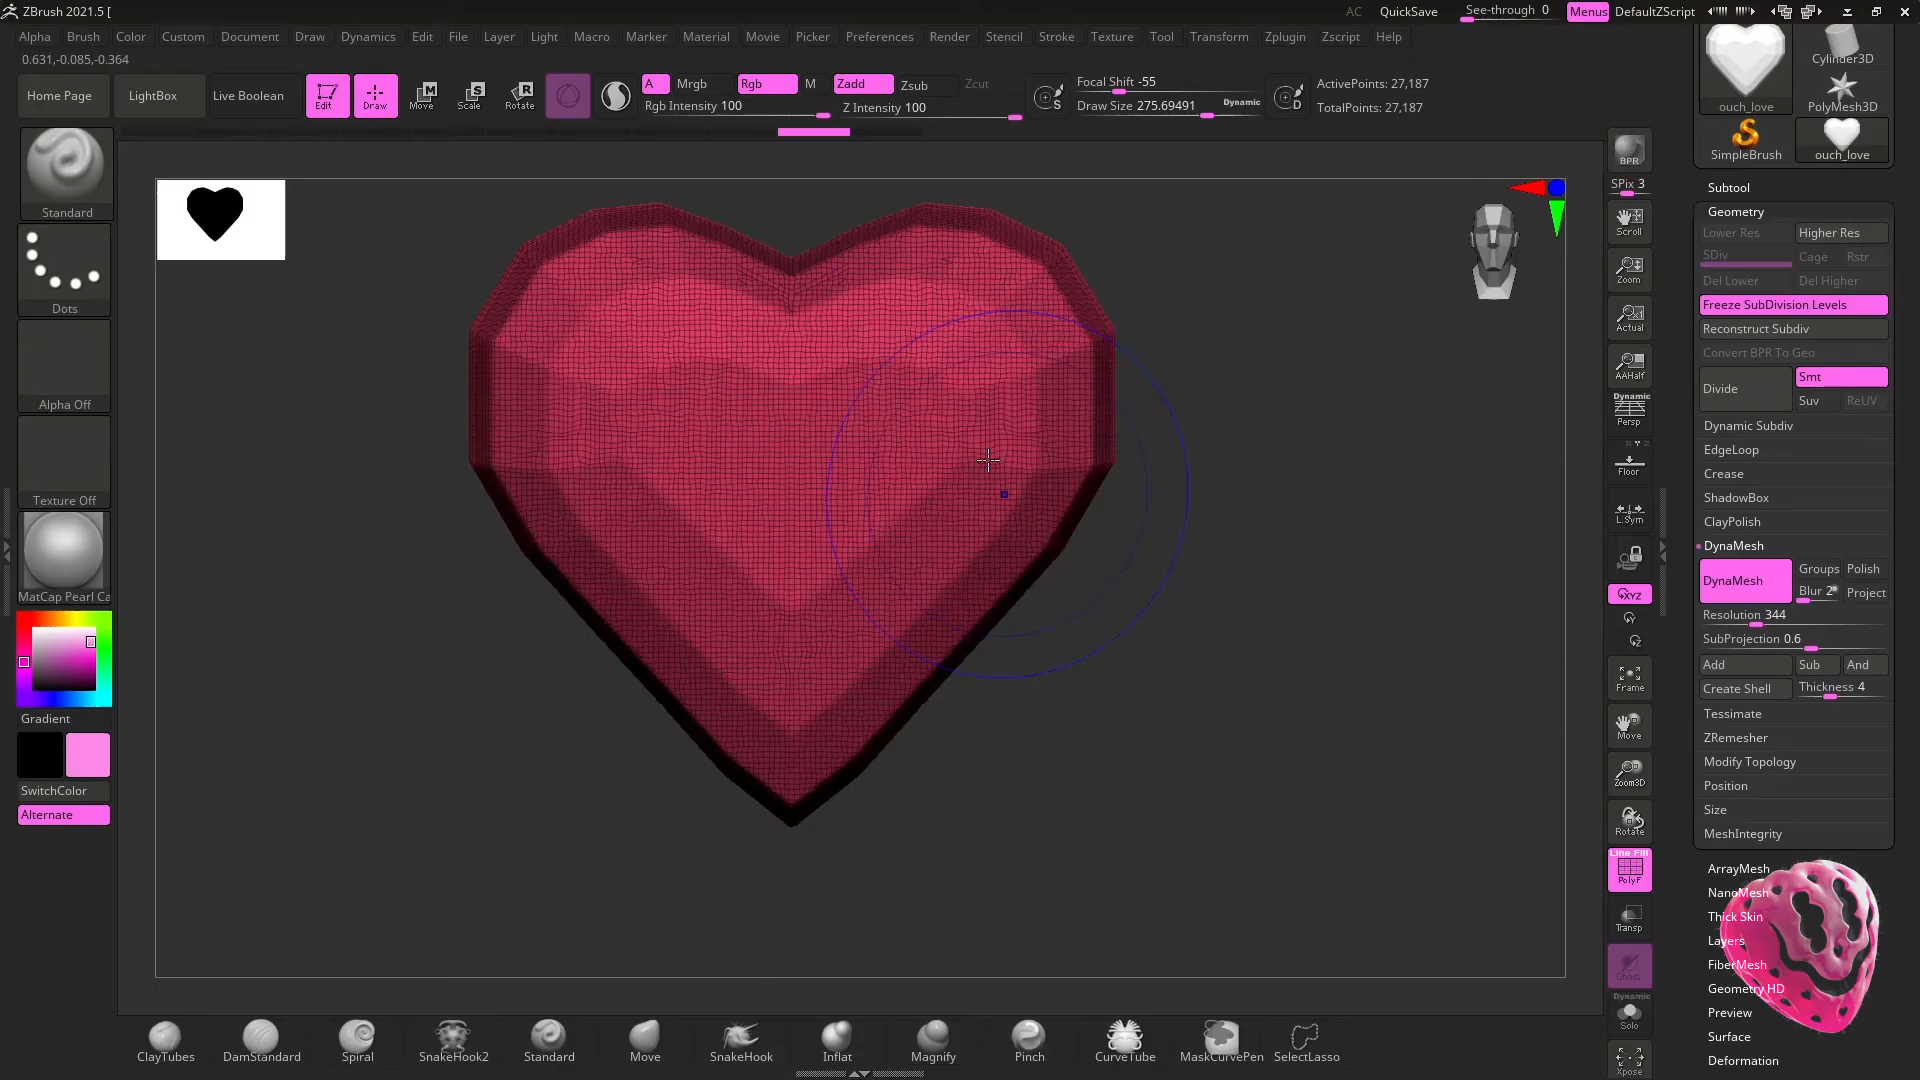 ZBrush 2021.5 [
AC QuickSave See-through 0 Menus DefaultZScript
Alpha Brush Color Custom Document Draw Dynamics Edit File Layer Light Macro Marker Material Movie Picker Preferences Render Stencil Stroke Texture Tool Transform Zplugin Zscript Help
0.631,-0.085,-0.364
Home Page LightBox Live Boolean Edit Draw Move Scale Rotate
A Mrgb Rgb M Zadd Zsub Zcut
Rgb Intensity 100 Z Intensity 100
S
Focal Shift -55
Draw Size 275.69491 Dynamic
D
ActivePoints: 27,187
TotalPoints: 27,187
Standard
Dots
Alpha Off
Texture Off
MatCap Pearl Ca
Gradient
SwitchColor
Alternate
BPR
SPix 3
Scroll
Zoom
Actual
AAHalf
Dynamic
Persp
Floor
L.Sym
XYZ
Y
Z
Frame
Move
Zoom3D
Rotate
Line Fill
PolyF
Transp
Ghost
Dynamic
Solo
Xpose
ouch_love Cylinder3D
PolyMesh3D
SimpleBrush ouch_love
Subtool
Geometry
Lower Res Higher Res
SDiv Cage Rstr
Del Lower Del Higher
Freeze SubDivision Levels
Reconstruct Subdiv
Convert BPR To Geo
Divide Smt
Suv ReUV
Dynamic Subdiv
EdgeLoop
Crease
ShadowBox
ClayPolish
DynaMesh
DynaMesh Groups Polish
Blur 2 Project
Resolution 344
SubProjection 0.6
Add Sub And
Create Shell Thickness 4
Tessimate
ZRemesher
Modify Topology
Position
Size
MeshIntegrity
ArrayMesh
NanoMesh
Thick Skin
Layers
FiberMesh
Geometry HD
Preview
Surface
Deformation
ClayTubes DamStandard Spiral SnakeHook2 Standard Move SnakeHook Inflat Magnify Pinch CurveTube MaskCurvePen SelectLasso